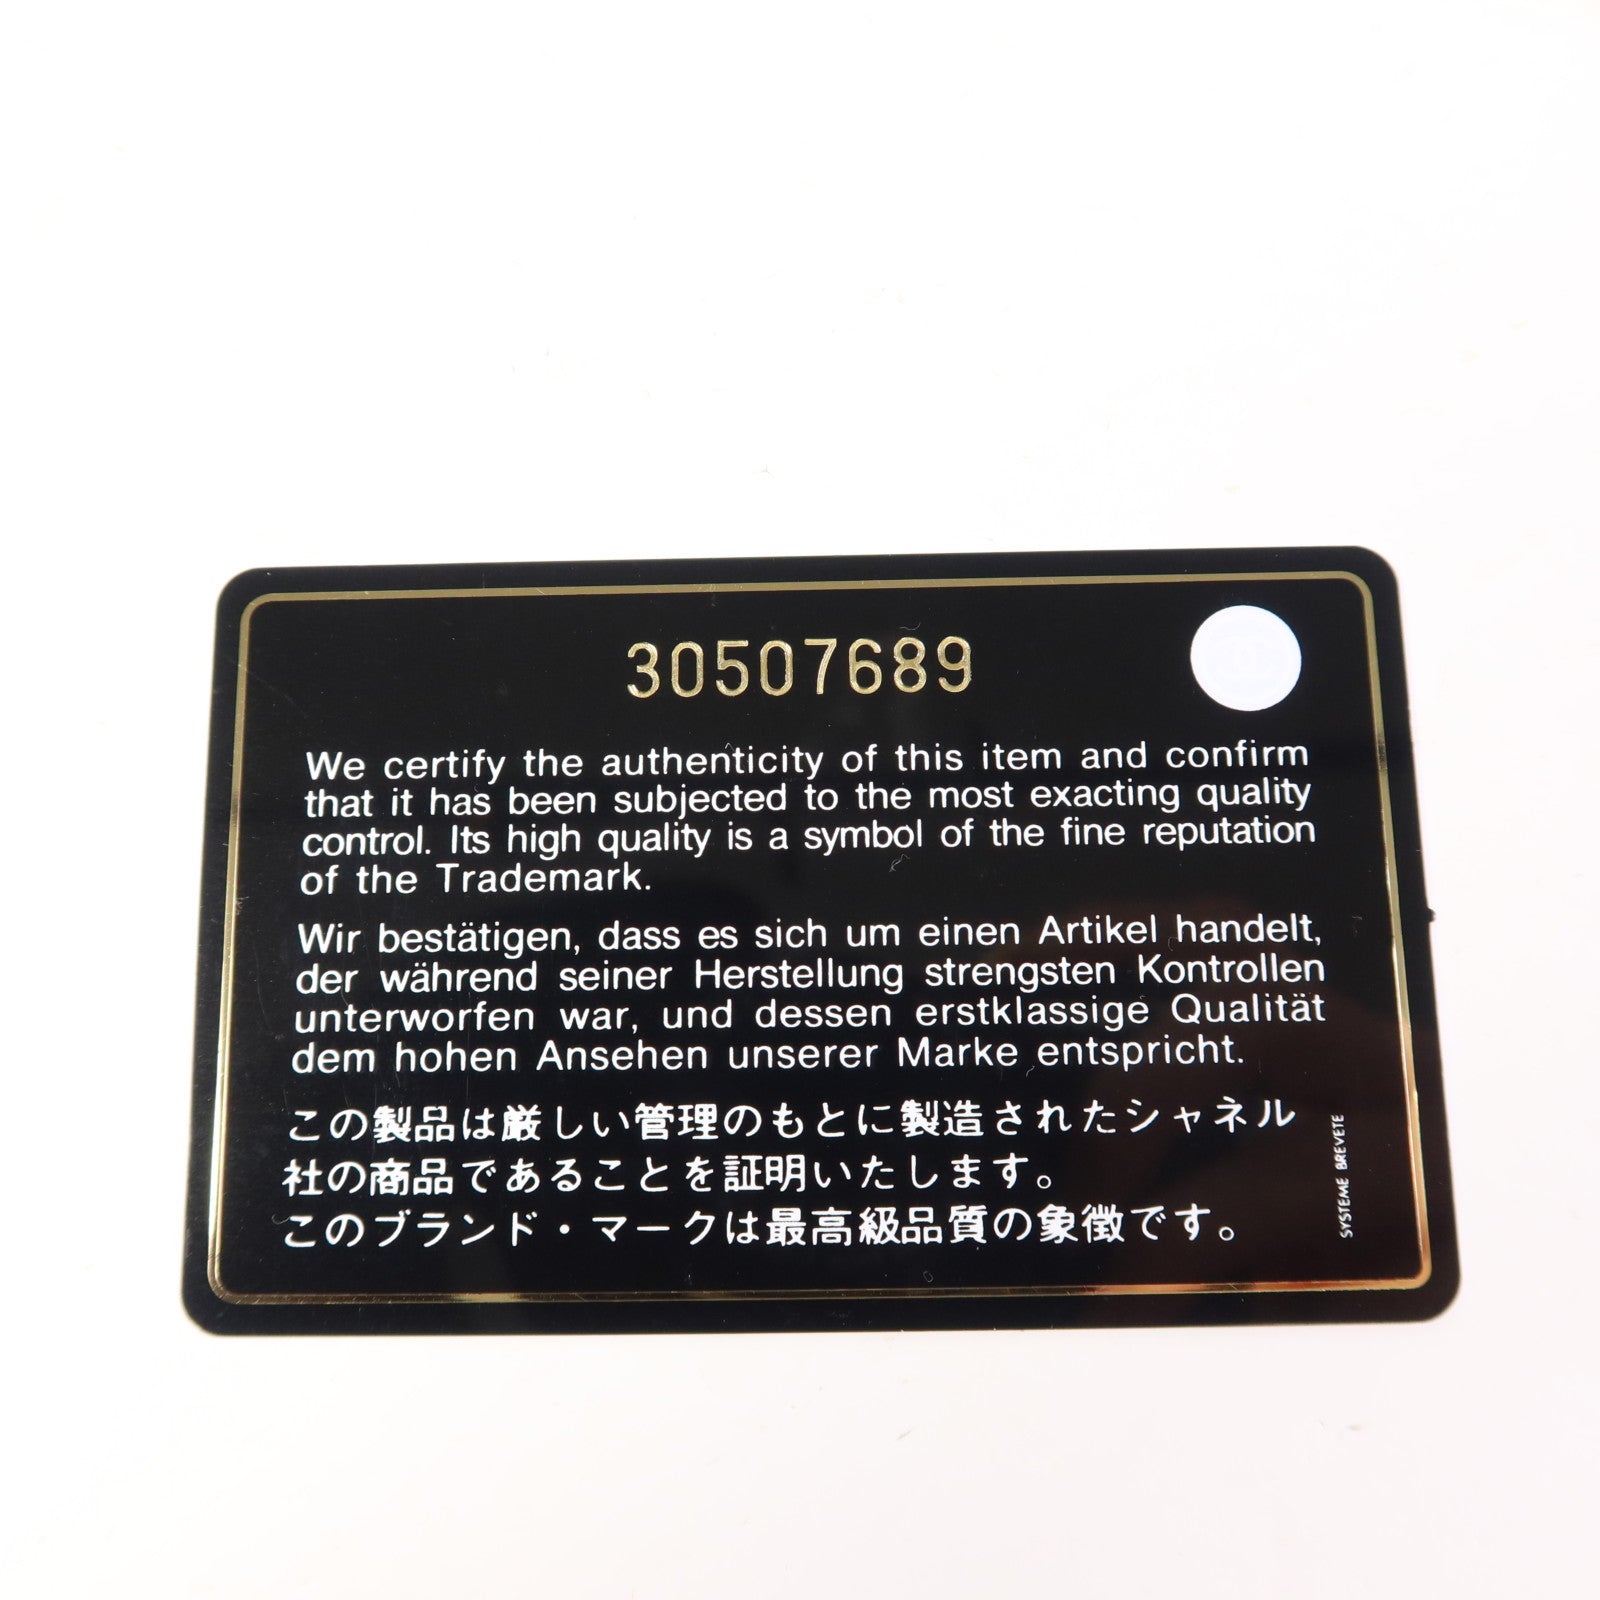 30507689
We certify the authenticity of this item and confirm
that it has been subjected to the most exacting quality
control. Its high quality is a symbol of the fine reputation
of the Trademark.
Wir bestätigen, dass es sich um einen Artikel handelt,
der während seiner Herstellung strengsten Kontrollen
unterworfen war, und dessen erstklassige Qualität
dem hohen Ansehen unserer Marke entspricht.
この製品は厳しい管理のもとに製造されたシャネル
社の商品であることを証明いたします。
このブランド・マークは最高級品質の象徴です。
SYSTEME BREVETE